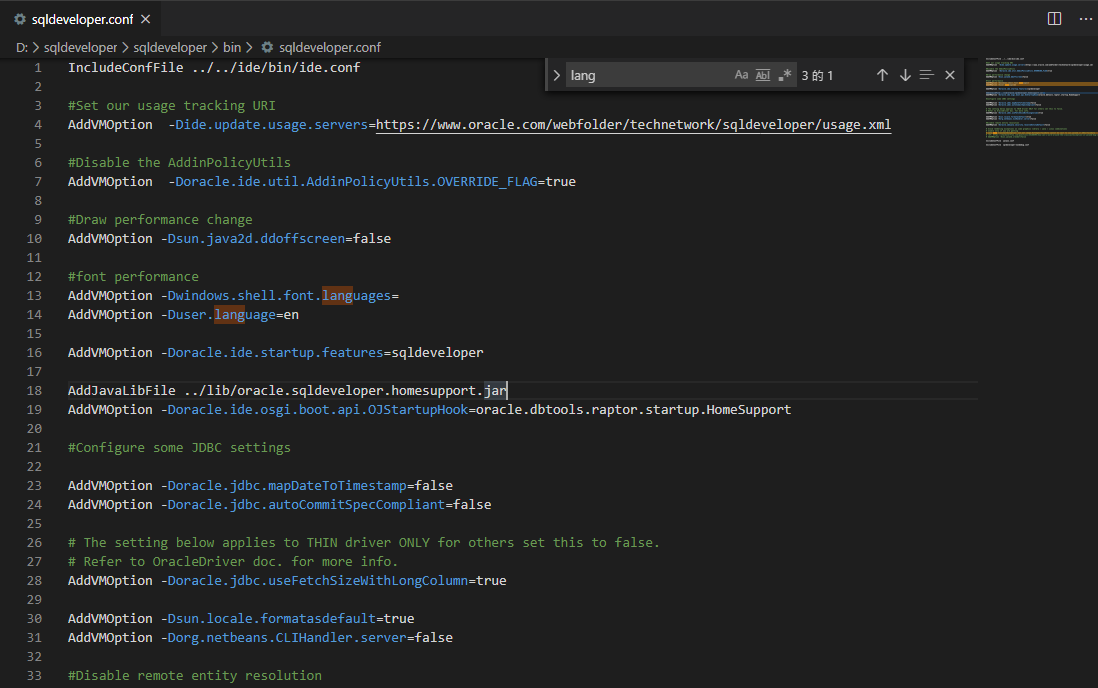 sqldeveloper.conf
D: > sqldeveloper > sqldeveloper > bin > sqldeveloper.conf
lang
Aa Abl .* 3 的 1
1 IncludeConfFile ../../ide/bin/ide.conf
2
3 #Set our usage tracking URI
4 AddVMOption  -Dide.update.usage.servers=https://www.oracle.com/webfolder/technetwork/sqldeveloper/usage.xml
5
6 #Disable the AddinPolicyUtils
7 AddVMOption  -Doracle.ide.util.AddinPolicyUtils.OVERRIDE_FLAG=true
8
9 #Draw performance change
10 AddVMOption -Dsun.java2d.ddoffscreen=false
11
12 #font performance
13 AddVMOption -Dwindows.shell.font.languages=
14 AddVMOption -Duser.language=en
15
16 AddVMOption -Doracle.ide.startup.features=sqldeveloper
17
18 AddJavaLibFile ../lib/oracle.sqldeveloper.homesupport.jar
19 AddVMOption -Doracle.ide.osgi.boot.api.OJStartupHook=oracle.dbtools.raptor.startup.HomeSupport
20
21 #Configure some JDBC settings
22
23 AddVMOption -Doracle.jdbc.mapDateToTimestamp=false
24 AddVMOption -Doracle.jdbc.autoCommitSpecCompliant=false
25
26 # The setting below applies to THIN driver ONLY for others set this to false.
27 # Refer to OracleDriver doc. for more info.
28 AddVMOption -Doracle.jdbc.useFetchSizeWithLongColumn=true
29
30 AddVMOption -Dsun.locale.formatasdefault=true
31 AddVMOption -Dorg.netbeans.CLIHandler.server=false
32
33 #Disable remote entity resolution